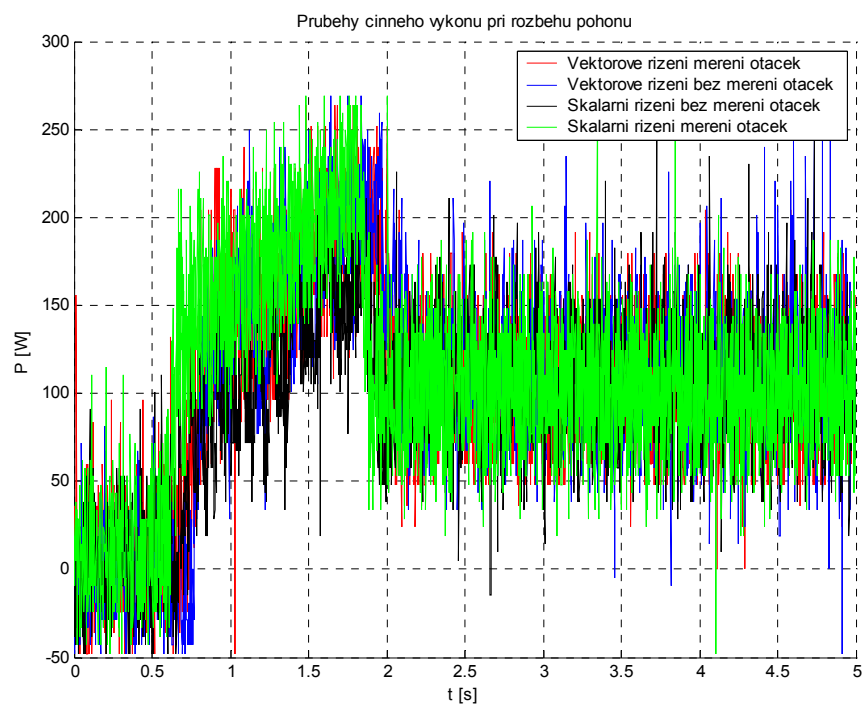 Prubehy cinneho vykonu pri rozbehu pohonu
300
250
200
150
100
50
0
-50
P [W]
Vektorove rizeni mereni otacek
Vektorove rizeni bez mereni otacek
Skalarni rizeni bez mereni otacek
Skalarni rizeni mereni otacek
0 0.5 1 1.5 2 2.5 3 3.5 4 4.5 5
t [s]